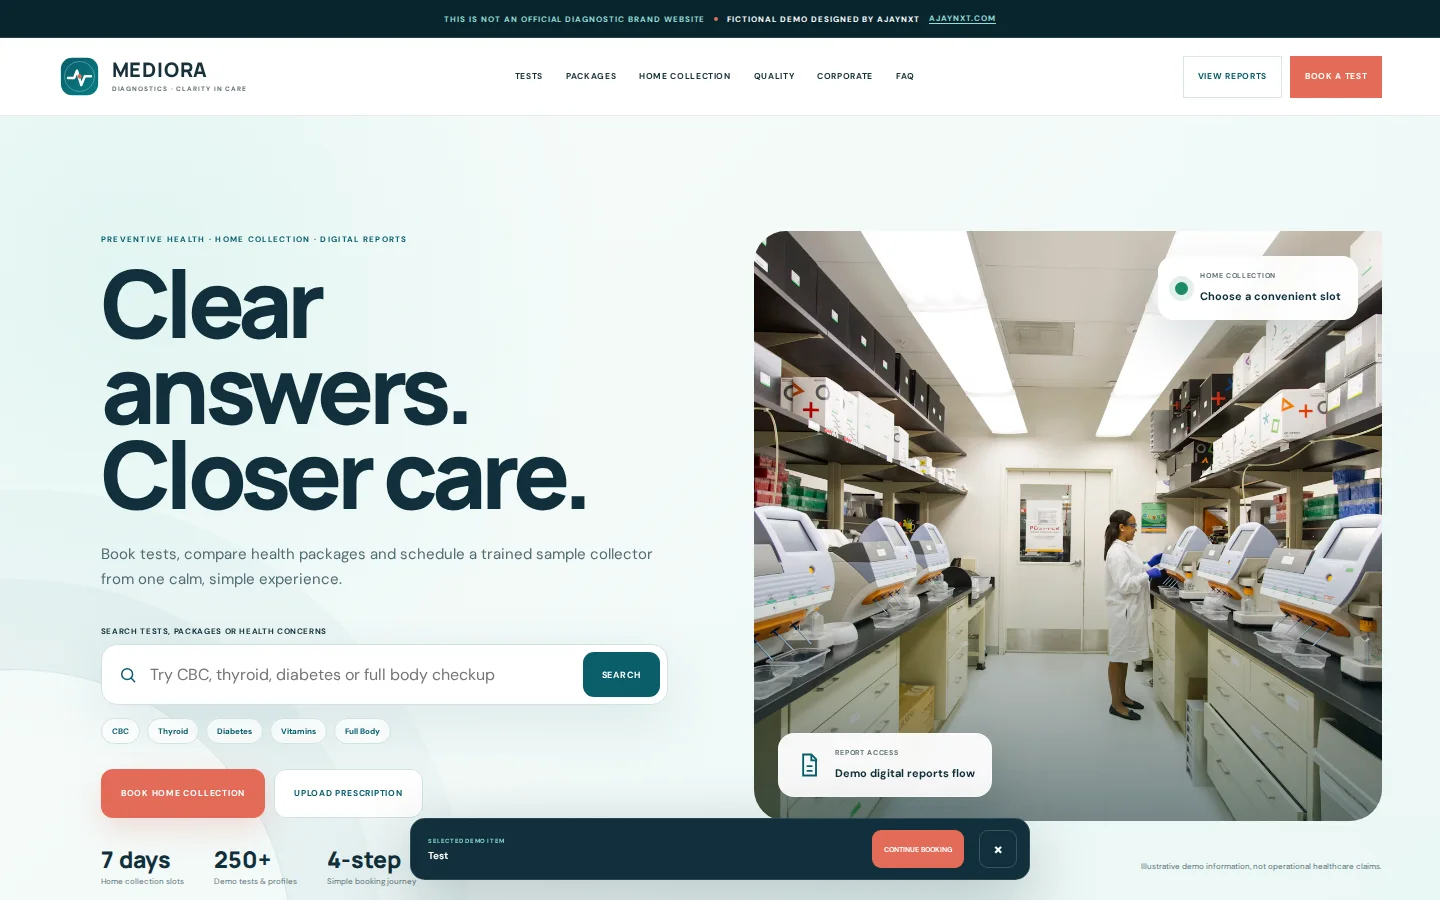 THIS IS NOT AN OFFICIAL DIAGNOSTIC BRAND WEBSITE • FICTIONAL DEMO DESIGNED BY AJAYNXT AJAYNXT.COM
MEDIORA
DIAGNOSTICS · CLARITY IN CARE
TESTS PACKAGES HOME COLLECTION QUALITY CORPORATE FAQ
VIEW REPORTS BOOK A TEST
PREVENTIVE HEALTH · HOME COLLECTION · DIGITAL REPORTS
Clear
answers.
Closer care.
Book tests, compare health packages and schedule a trained sample collector
from one calm, simple experience.
SEARCH TESTS, PACKAGES OR HEALTH CONCERNS
Try CBC, thyroid, diabetes or full body checkup
SEARCH
CBC Thyroid Diabetes Vitamins Full Body
BOOK HOME COLLECTION UPLOAD PRESCRIPTION
7 days 250+ 4-step
Home collection slots Demo tests & profiles Simple booking journey
HOME COLLECTION
Choose a convenient slot
REPORT ACCESS
Demo digital reports flow
SELECTED DEMO ITEM
Test
CONTINUE BOOKING ×
Illustrative demo information, not operational healthcare claims.